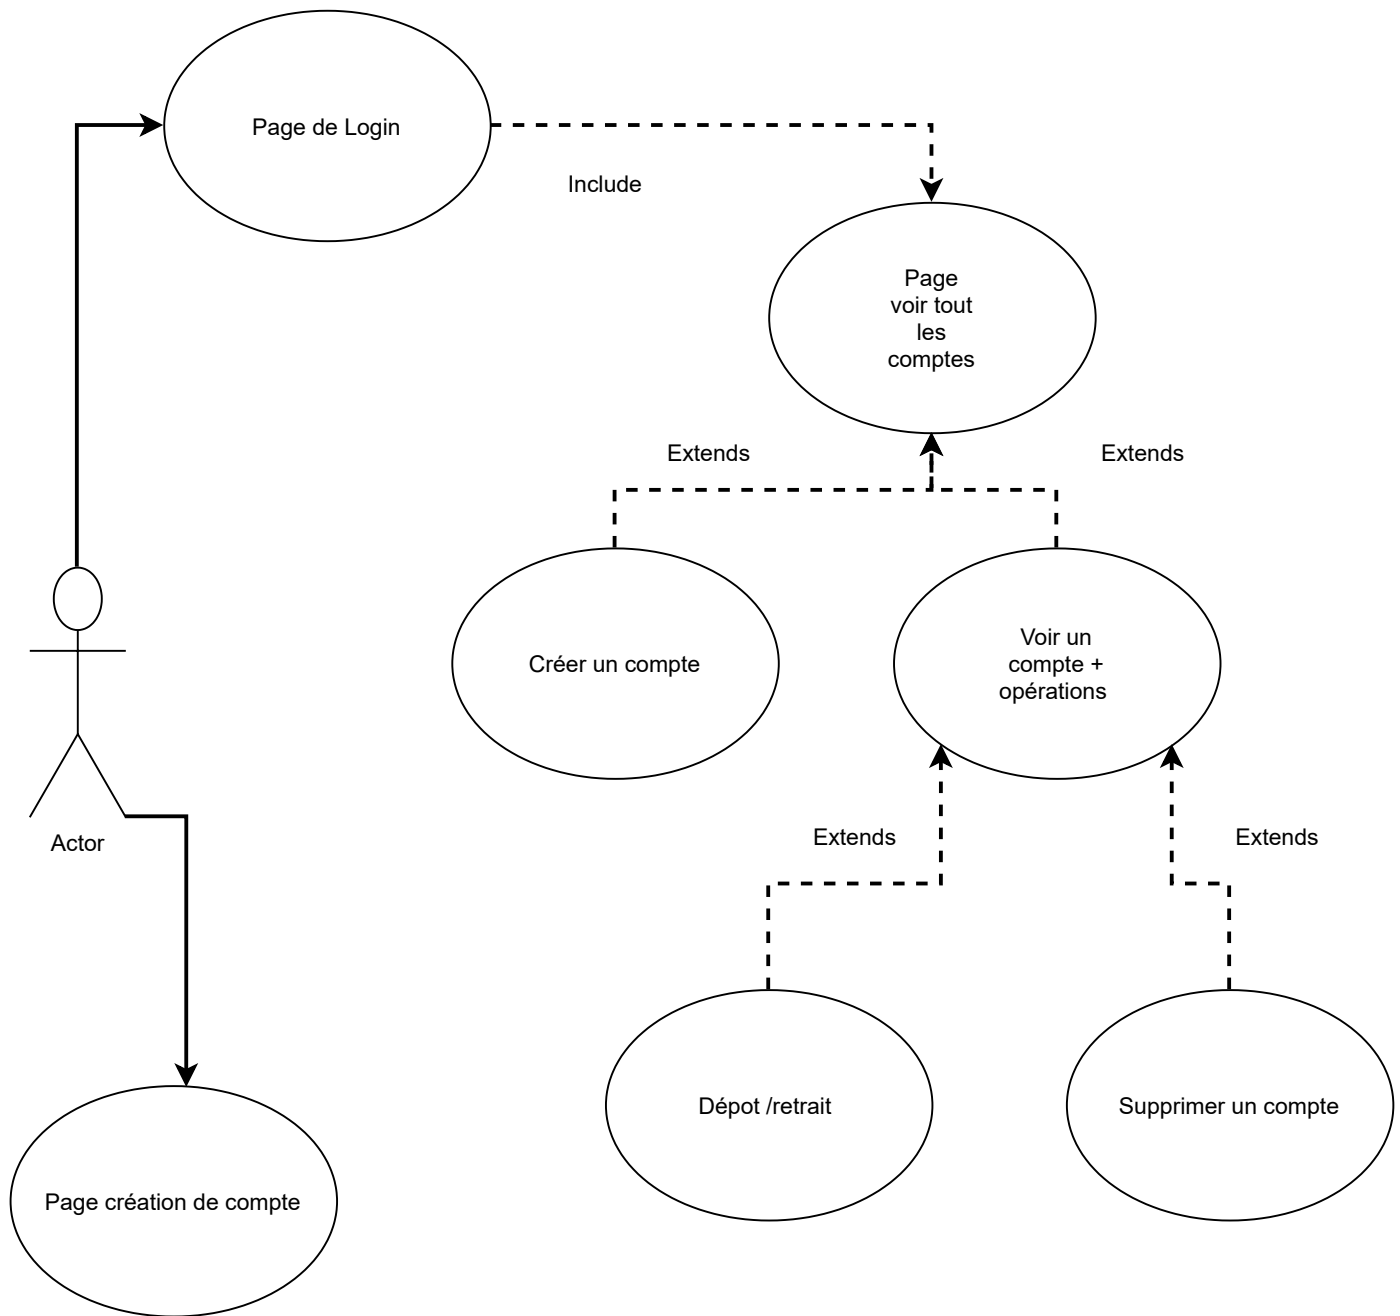 Page de Login
Include
Page
voir tout
les
comptes
Extends
Extends
Créer un compte
Voir un
compte +
opérations
Actor
Extends
Extends
Dépot /retrait
Supprimer un compte
Page création de compte